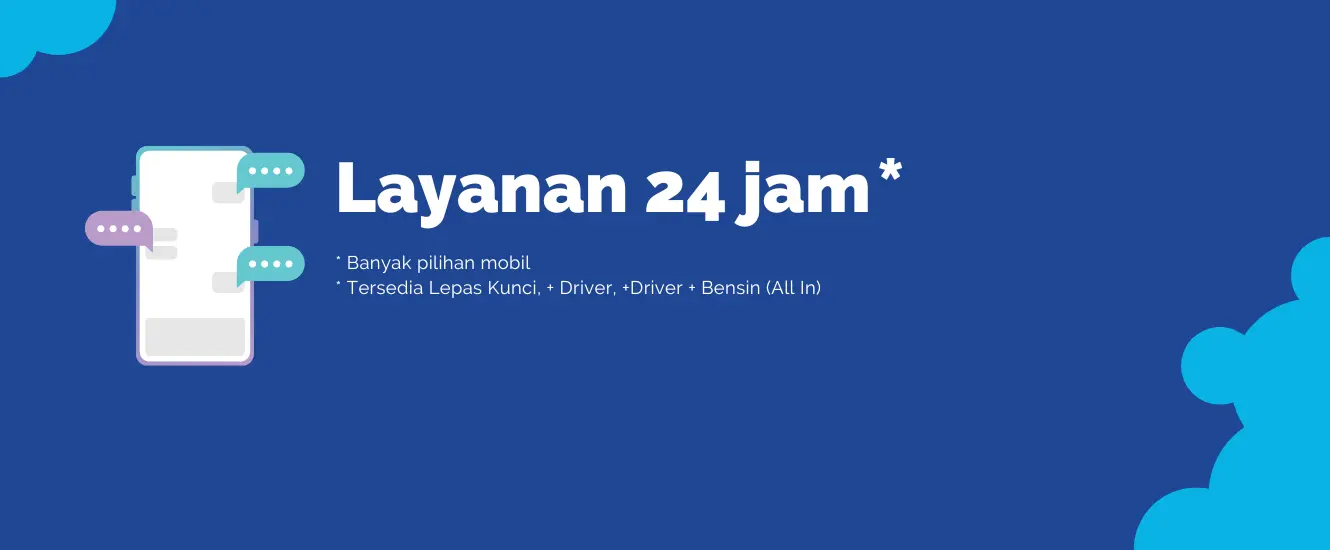 Layanan 24 jam*
* Banyak pilihan mobil
* Tersedia Lepas Kunci, + Driver, +Driver + Bensin (All In)